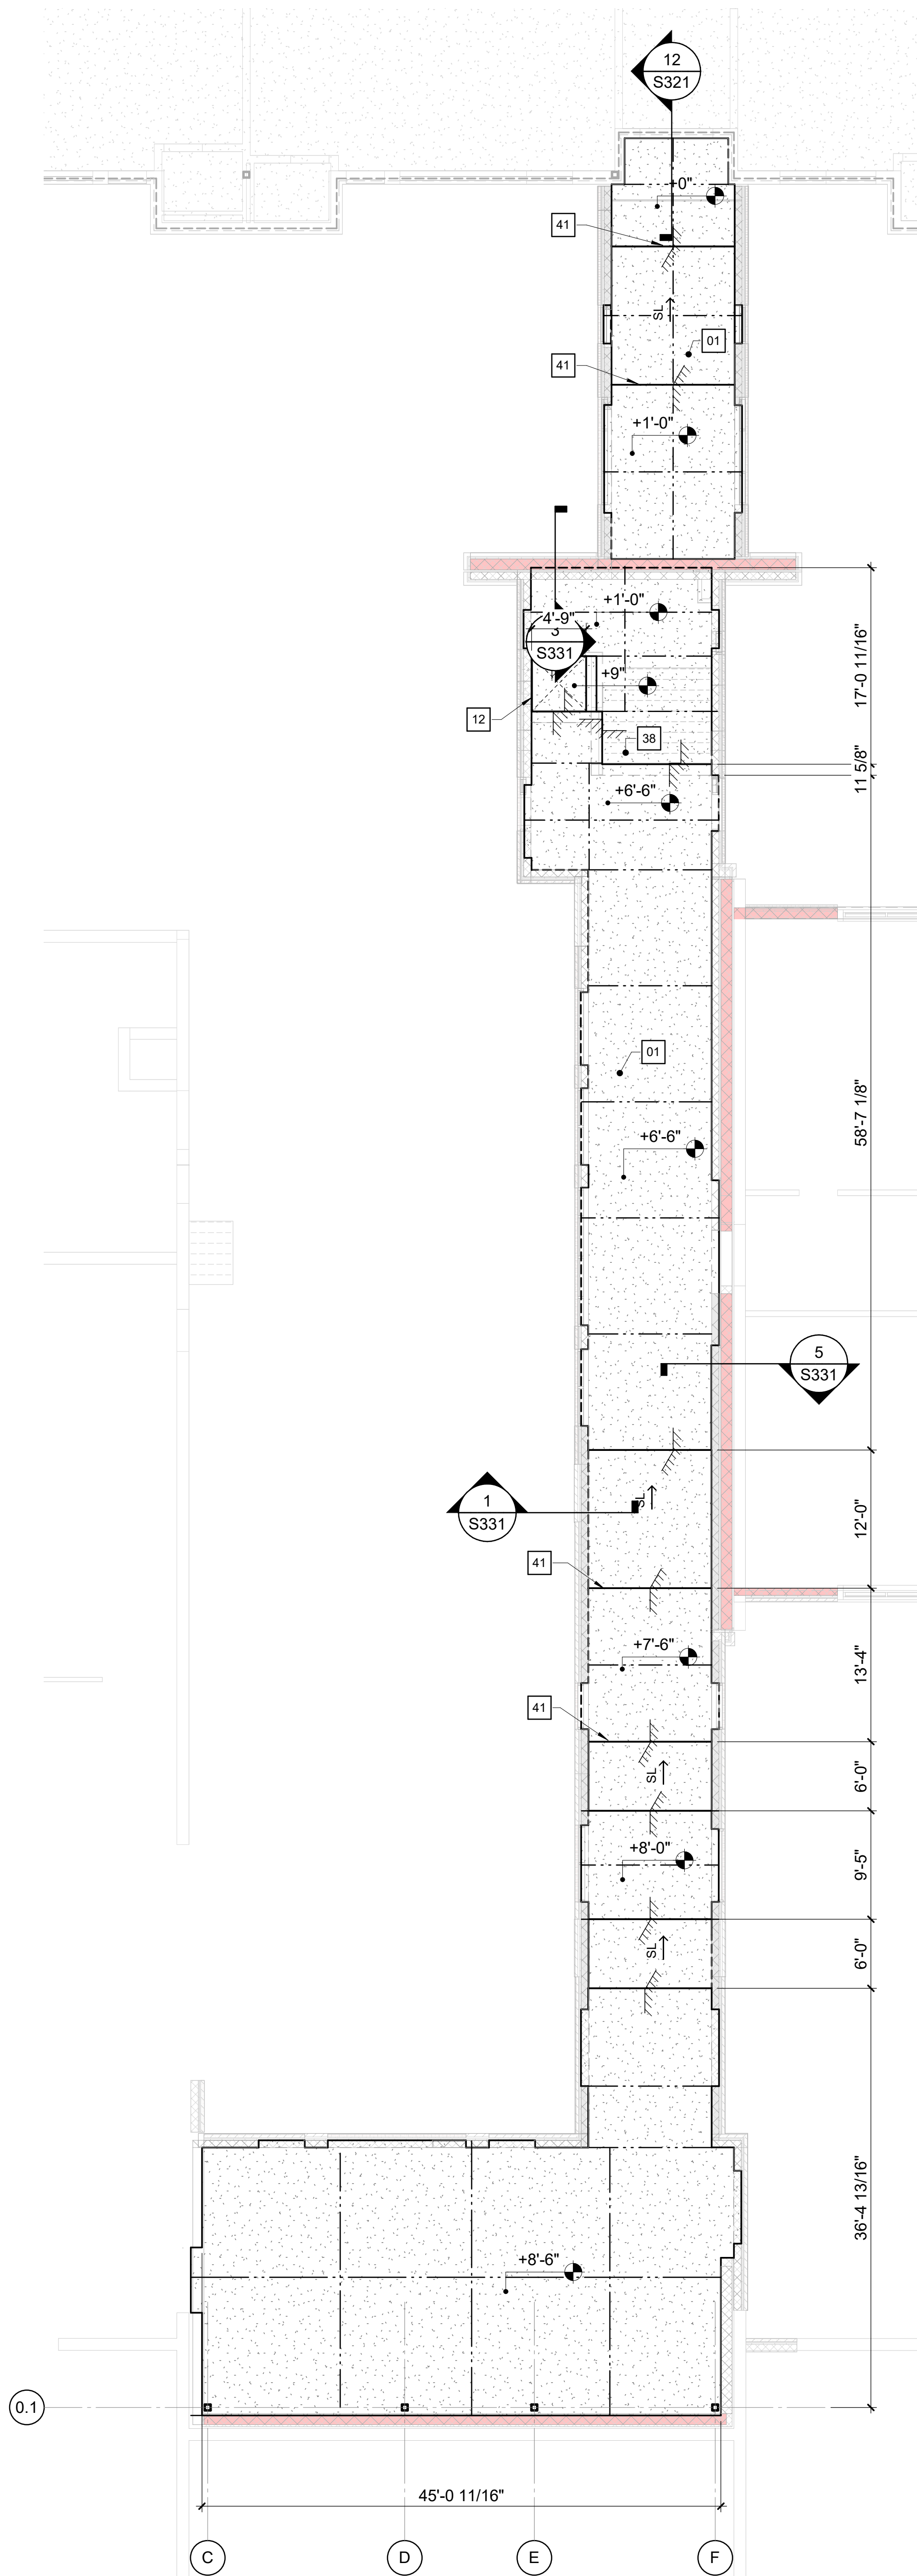 12
S321
+0"
41
SL
01
41
+1'-0"
+1'-0"
4'-9"
3
S331
+9"
12
38
+6'-6"
17'-0 11/16"
11 5/8"
01
+6'-6"
58'-7 1/8"
5
S331
1
S331
SL
12'-0"
41
+7'-6"
13'-4"
41
SL
6'-0"
+8'-0"
9'-5"
SL
6'-0"
+8'-6"
36'-4 13/16"
0.1
45'-0 11/16"
C
D
E
F